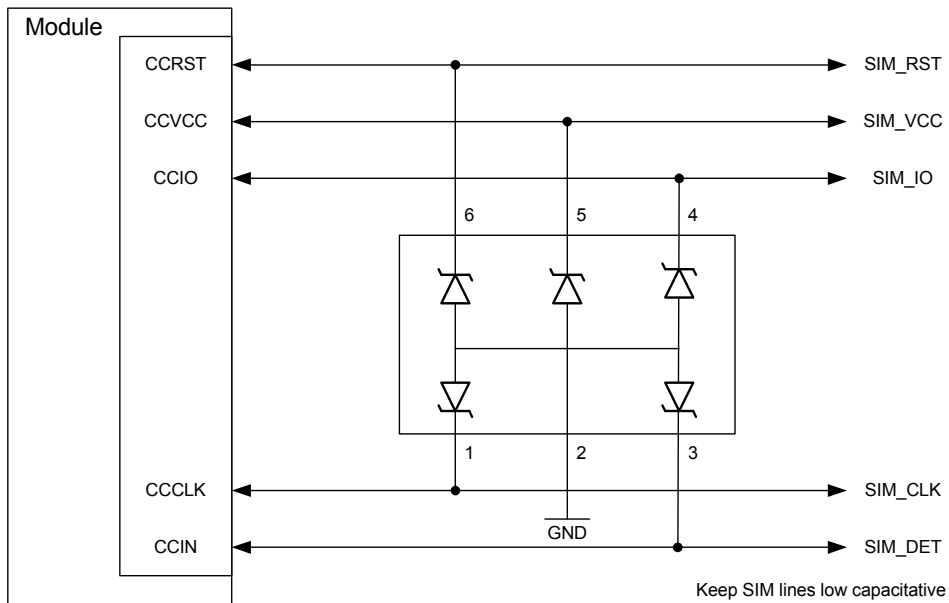 Module
CCRST
SIM_RST
CCVCC
SIM_VCC
CCIO
SIM_IO
6
5
4
1
2
3
CCCLK
SIM_CLK
GND
CCIN
SIM_DET
Keep SIM lines low capacitative